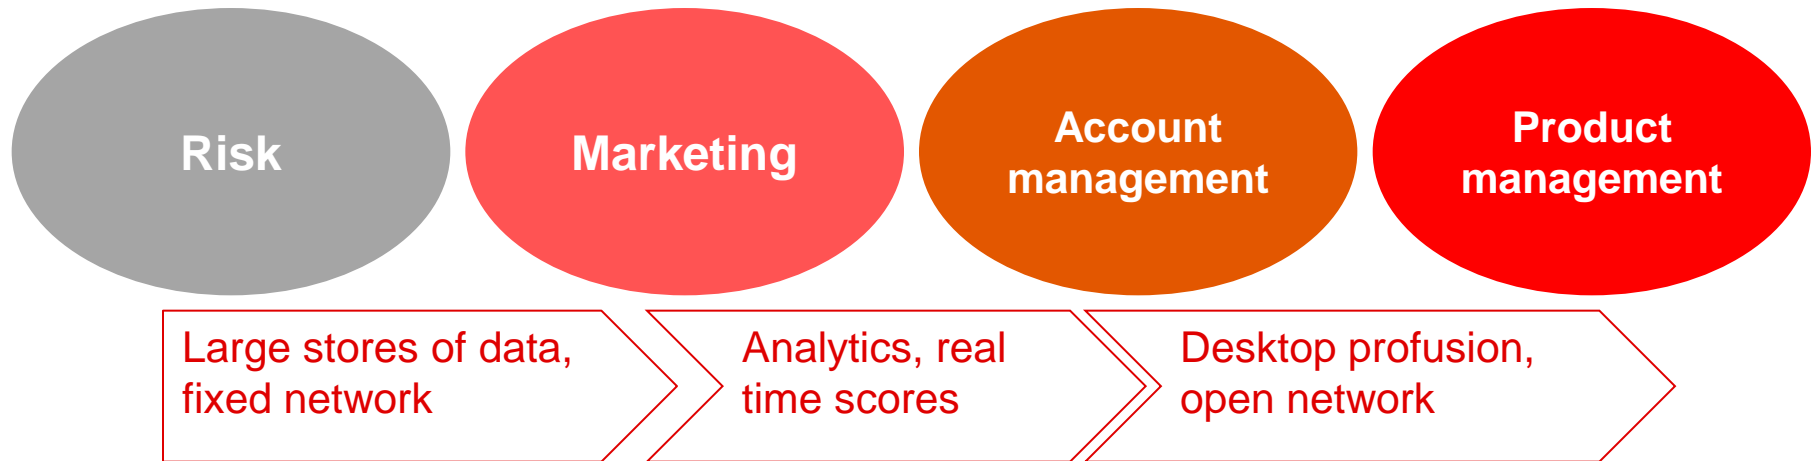 Risk
Marketing
Account
management
Product
management
Large stores of data,
fixed network
Analytics, real
time scores
Desktop profusion,
open network